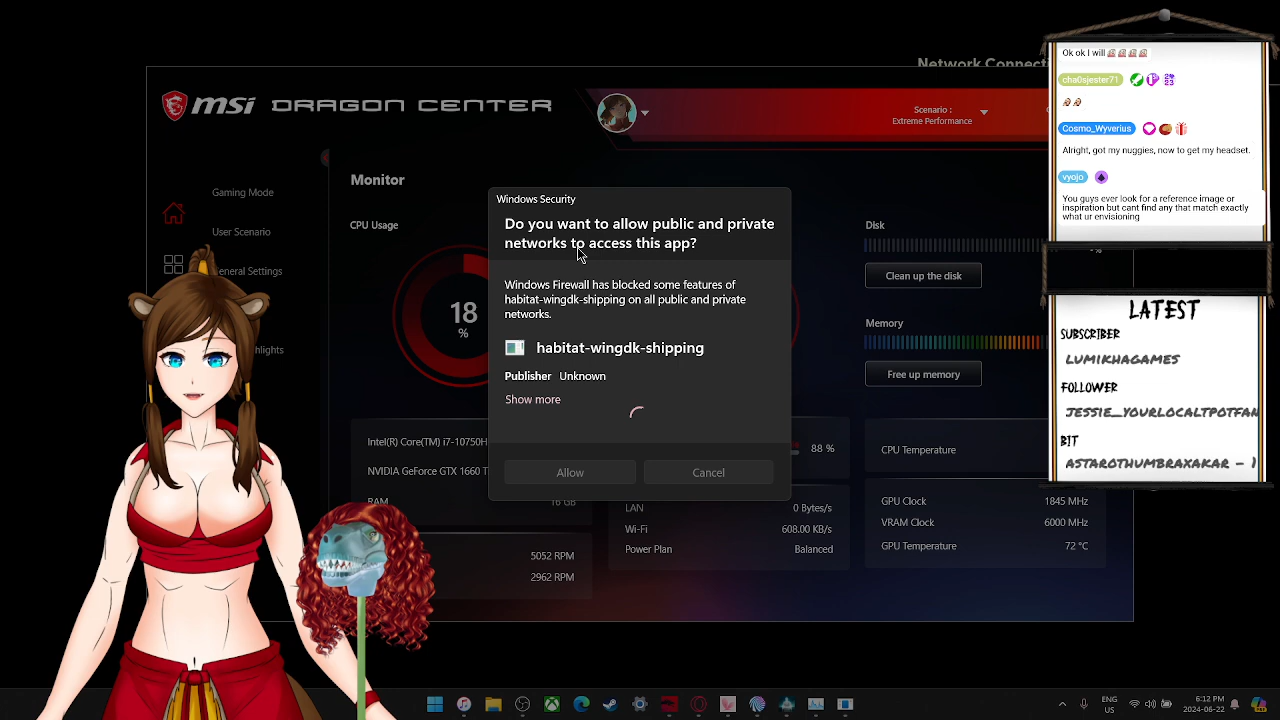 Network Connecti
msi DRAGON CENTER
Scenario :
Extreme Performance
Monitor
Gaming Mode
User Scenario
eneral Settings
hlights
CPU Usage
18
%
Intel(R) Core(TM) i7-10750H
NVIDIA GeForce GTX 1660 T
RAM
16 GB
5052 RPM
2962 RPM
Windows Security
Do you want to allow public and private
networks to access this app?
Windows Firewall has blocked some features of
habitat-wingdk-shipping on all public and private
networks.
habitat-wingdk-shipping
Publisher Unknown
Show more
Allow
Cancel
88 %
LAN 0 Bytes/s
Wi-Fi 608.00 KB/s
Power Plan Balanced
Disk
Clean up the disk
Memory
Free up memory
CPU Temperature
GPU Clock 1845 MHz
VRAM Clock 6000 MHz
GPU Temperature 72 °C
Ok ok I will
cha0sjester71
Cosmo_Wyverius
Alright, got my nuggies, now to get my headset.
vyojo
You guys ever look for a reference image or
inspiration but cant find any that match exactly
what ur envisioning
LATEST
SUBSCRIBER
LUMIKHAGAMES
FOLLOWER
JESSIE_YOURLOCALTPOTFAN
BIT
ASTAROTHUMBRAXAKAR - 1
ENG
US
6:12 PM
2024-06-22